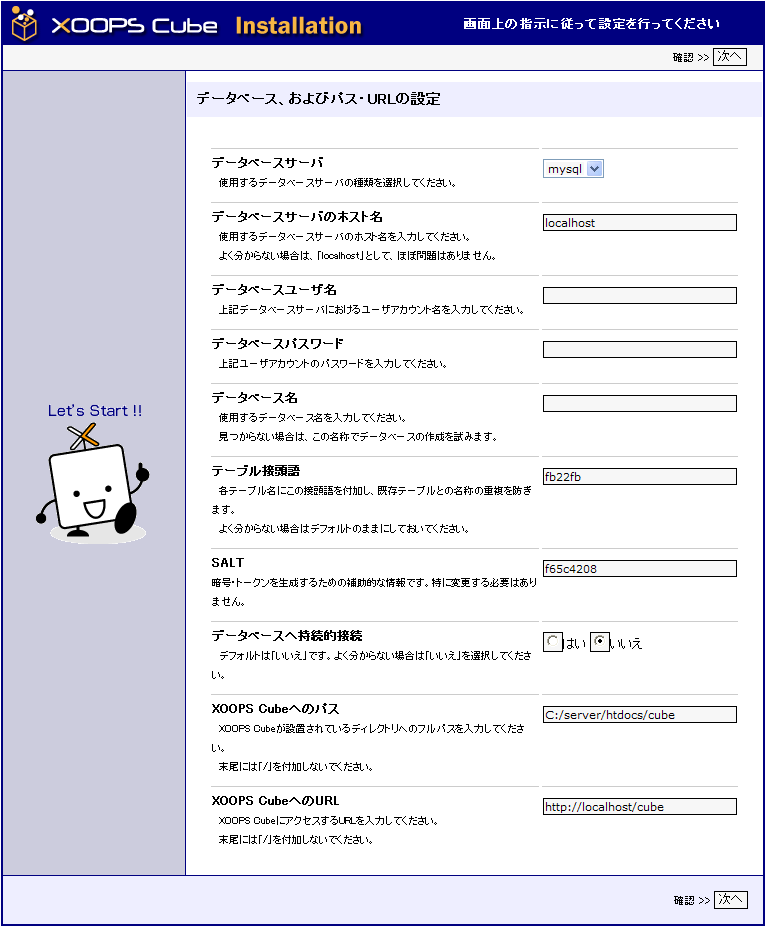 XOOPS Cube Installation 画面上の指示に従って設定を行ってください
確認 >> 次へ
データベース、およびパス・URLの設定
データベースサーバ
mysql
使用するデータベースサーバの種類を選択してください。
データベースサーバのホスト名
localhost
使用するデータベースサーバのホスト名を入力してください。
よく分からない場合は、「localhost」として、ほぼ問題はありません。
データベースユーザ名
上記データベースサーバにおけるユーザアカウント名を入力してください。
データベースパスワード
上記ユーザアカウントのパスワードを入力してください。
データベース名
使用するデータベース名を入力してください。
見つからない場合は、この名称でデータベースの作成を試みます。
Let's Start !!
テーブル接頭語
fb22fb
各テーブル名にこの接頭語を付加し、既存テーブルとの名称の重複を防ぎ
ます。
よく分からない場合はデフォルトのままにしておいてください。
SALT
f65c4208
暗号・トークンを生成するための補助的な情報です。特に変更する必要はあり
ません。
データベースへ持続的接続
はい いいえ
デフォルトは「いいえ」です。よく分からない場合は「いいえ」を選択してくださ
い。
XOOPS Cubeへのパス
C:/server/htdocs/cube
XOOPS Cubeが設置されているディレクトリへのフルパスを入力してくださ
い。
末尾には「/」を付加しないでください。
XOOPS CubeへのURL
http://localhost/cube
XOOPS CubeにアクセスするURLを入力してください。
末尾には「/」を付加しないでください。
確認 >> 次へ